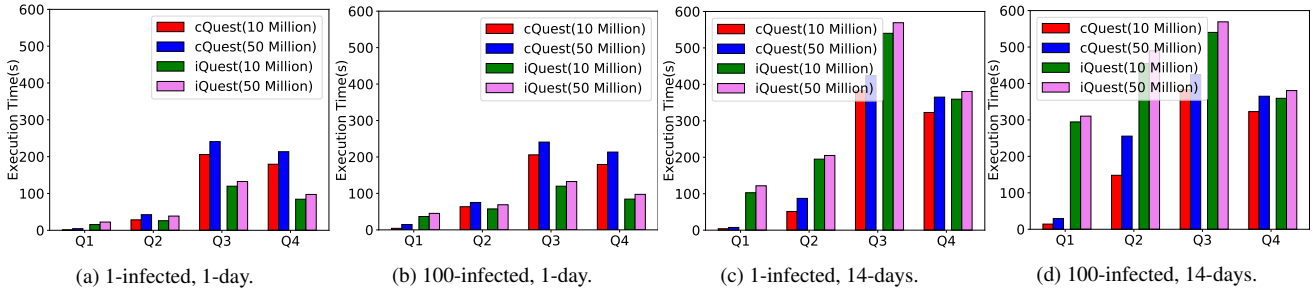 600
500
400
300
200
100
0
Execution Time(s)
cQuest(10 Million)
cQuest(50 Million)
iQuest(10 Million)
iQuest(50 Million)
Q1 Q2 Q3 Q4
(a) 1-infected, 1-day.
600
500
400
300
200
100
0
Execution Time(s)
cQuest(10 Million)
cQuest(50 Million)
iQuest(10 Million)
iQuest(50 Million)
Q1 Q2 Q3 Q4
(b) 100-infected, 1-day.
600
500
400
300
200
100
0
Execution Time(s)
cQuest(10 Million)
cQuest(50 Million)
iQuest(10 Million)
iQuest(50 Million)
Q1 Q2 Q3 Q4
(c) 1-infected, 14-days.
600
500
400
300
200
100
0
Execution Time(s)
cQuest(10 Million)
cQuest(50 Million)
iQuest(10 Million)
iQuest(50 Million)
Q1 Q2 Q3 Q4
(d) 100-infected, 14-days.